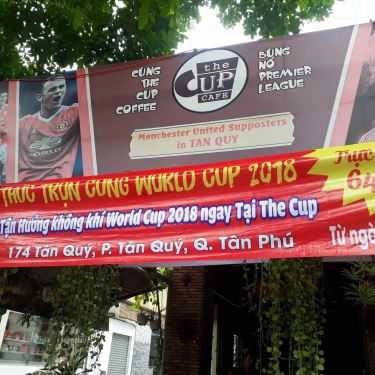 CÙNG
THE
CUP
COFFEE
the
CUP
CAFE
BÙNG
NỔ
PREMIER
LEAGUE
Manchester United Supporters
in TAN QUY
THỨC TRỌN CÙNG WORLD CUP 2018
Tận Hưởng không khí World Cup 2018 ngay Tại The Cup
174 Tân Quý, P. Tân Quý, Q. Tân Phú
Trực
64
Từ ngà